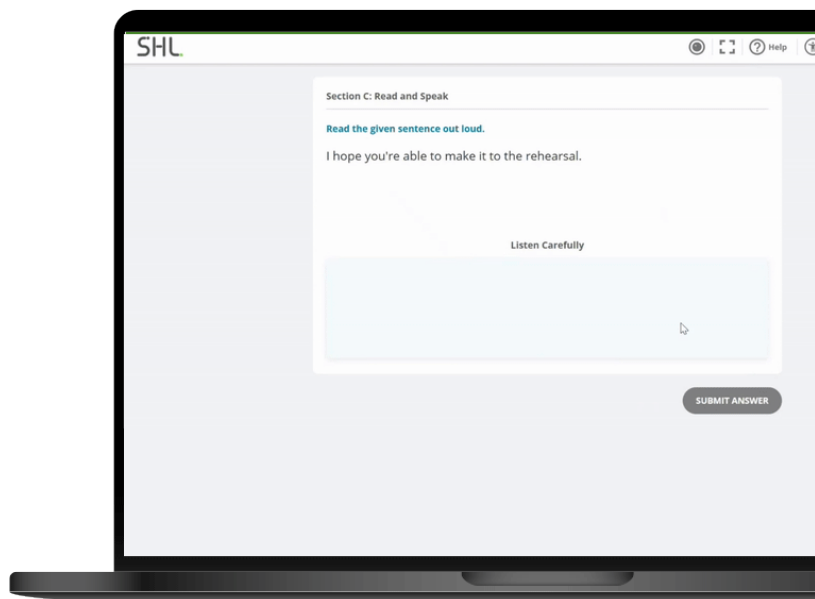 SHL.
Help
Section C: Read and Speak
Read the given sentence out loud.
I hope you're able to make it to the rehearsal.
Listen Carefully
SUBMIT ANSWER